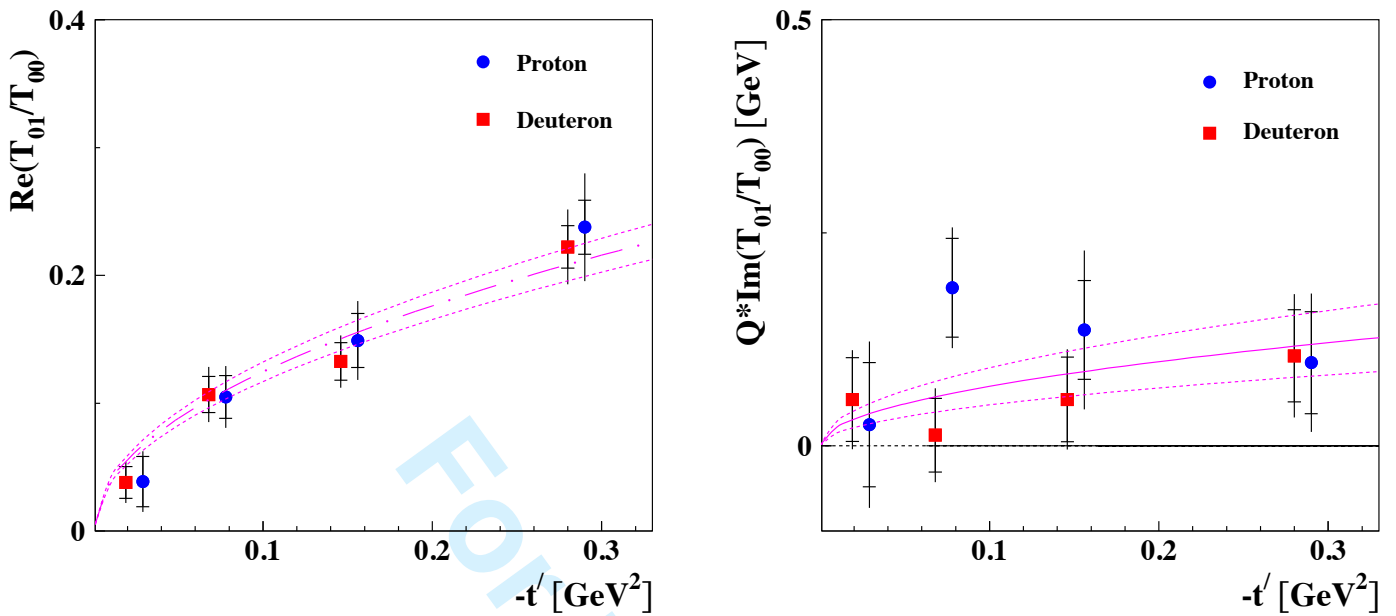 Re(T01/T00)
0.4
0.2
0
Proton
Deuteron
0.1
0.2
0.3
-t′ [GeV2]
For
Q*Im(T01/T00) [GeV]
0.5
0
Proton
Deuteron
0.1
0.2
0.3
-t′ [GeV2]